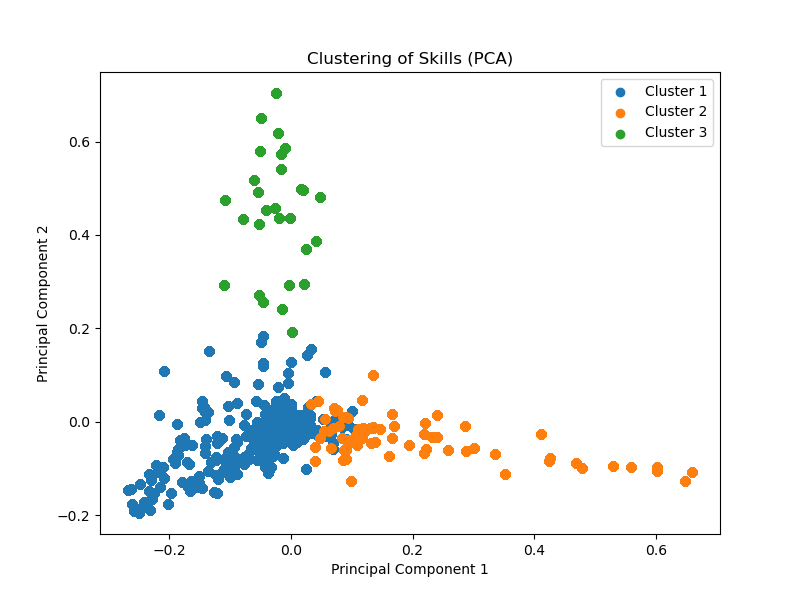 Clustering of Skills (PCA)
Cluster 1
Cluster 2
Cluster 3
0.6
0.4
0.2
0.0
−0.2
Principal Component 2
−0.2 0.0 0.2 0.4 0.6
Principal Component 1